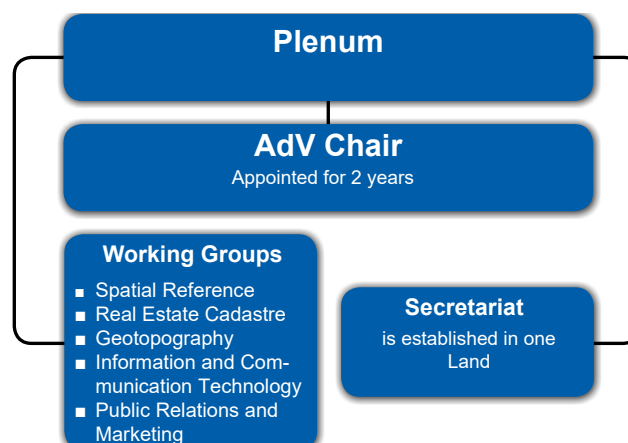 Plenum
AdV Chair
Appointed for 2 years
Working Groups
■ Spatial Reference
■ Real Estate Cadastre
■ Geotopography
■ Information and Com-
munication Technology
■ Public Relations and
Marketing
Secretariat
is established in one
Land